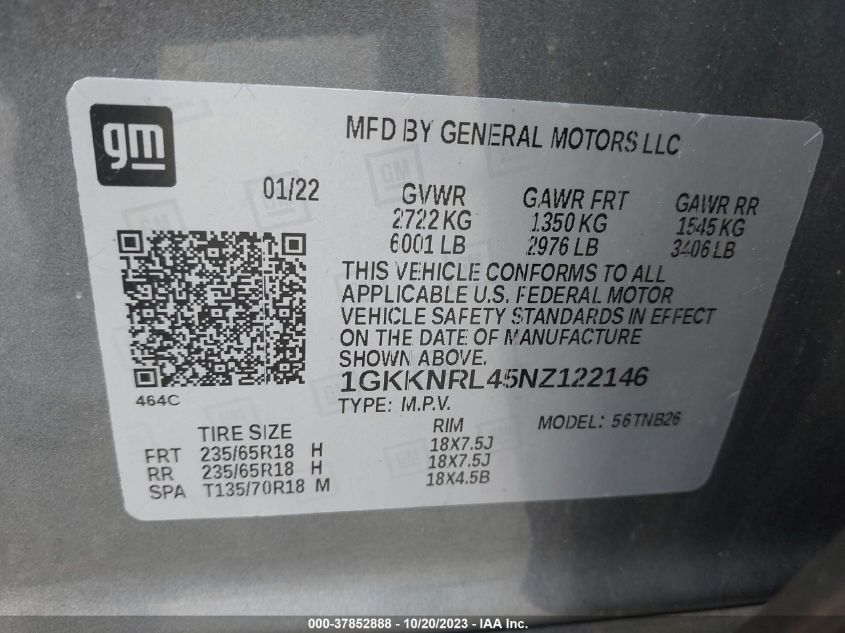 gm
MFD BY GENERAL MOTORS LLC
01/22 GVWR GAWR FRT GAWR RR
2722 KG 1350 KG 1545 KG
6001 LB 2976 LB 3406 LB
THIS VEHICLE CONFORMS TO ALL
APPLICABLE U.S. FEDERAL MOTOR
VEHICLE SAFETY STANDARDS IN EFFECT
ON THE DATE OF MANUFACTURE
SHOWN ABOVE.
1GKKNRL45NZ122146
464C
TYPE: M.P.V. MODEL: 56TNB26
TIRE SIZE RIM
FRT 235/65R18 H 18X7.5J
RR 235/65R18 H 18X7.5J
SPA T135/70R18 M 18X4.5B
000-37852888 - 10/20/2023 - IAA Inc.